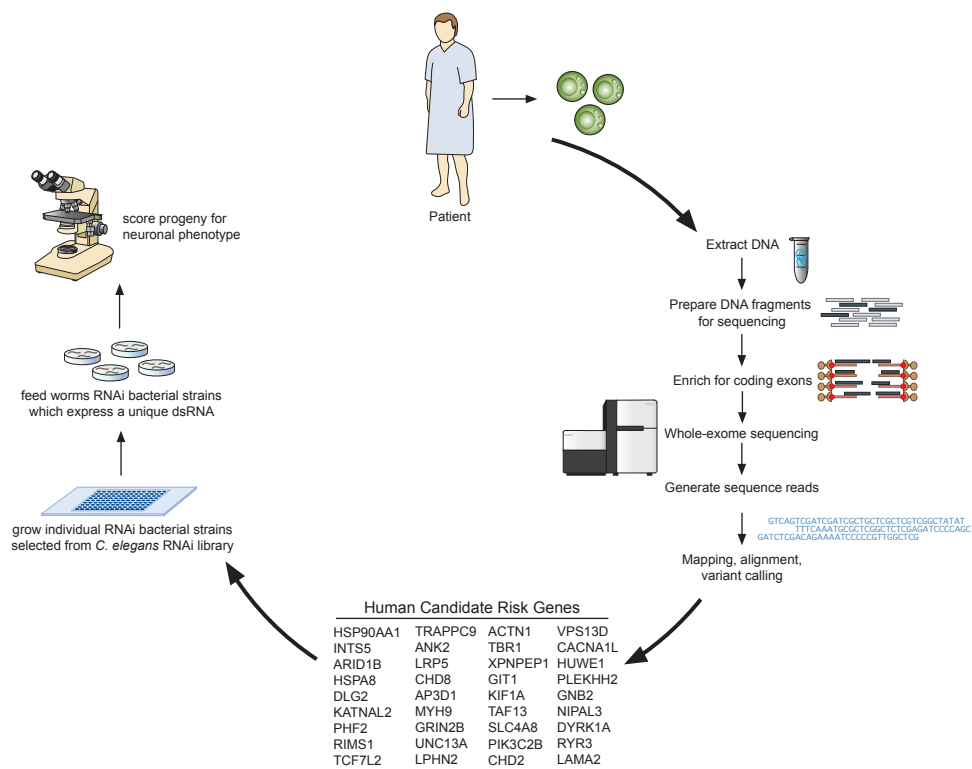 Patient
Extract DNA
Prepare DNA fragments
for sequencing
Enrich for coding exons
Whole-exome sequencing
Generate sequence reads
GTCAGTCGATCGATCGCTGCTCGCTCGTCGGCTATAT
TTTCAAATGCGCTCGGCTCTCGAGATCCCCAGC
GATCTCGACAGAAAATCCCCCGTTGGCTCG
Mapping, alignment,
variant calling
Human Candidate Risk Genes
HSP90AA1 TRAPPC9 ACTN1 VPS13D
INTS5 ANK2 TBR1 CACNA1L
ARID1B LRP5 XPNPEP1 HUWE1
HSPA8 CHD8 GIT1 PLEKHH2
DLG2 AP3D1 KIF1A GNB2
KATNAL2 MYH9 TAF13 NIPAL3
PHF2 GRIN2B SLC4A8 DYRK1A
RIMS1 UNC13A PIK3C2B RYR3
TCF7L2 LPHN2 CHD2 LAMA2
grow individual RNAi bacterial strains
selected from C. elegans RNAi library
feed worms RNAi bacterial strains
which express a unique dsRNA
score progeny for
neuronal phenotype